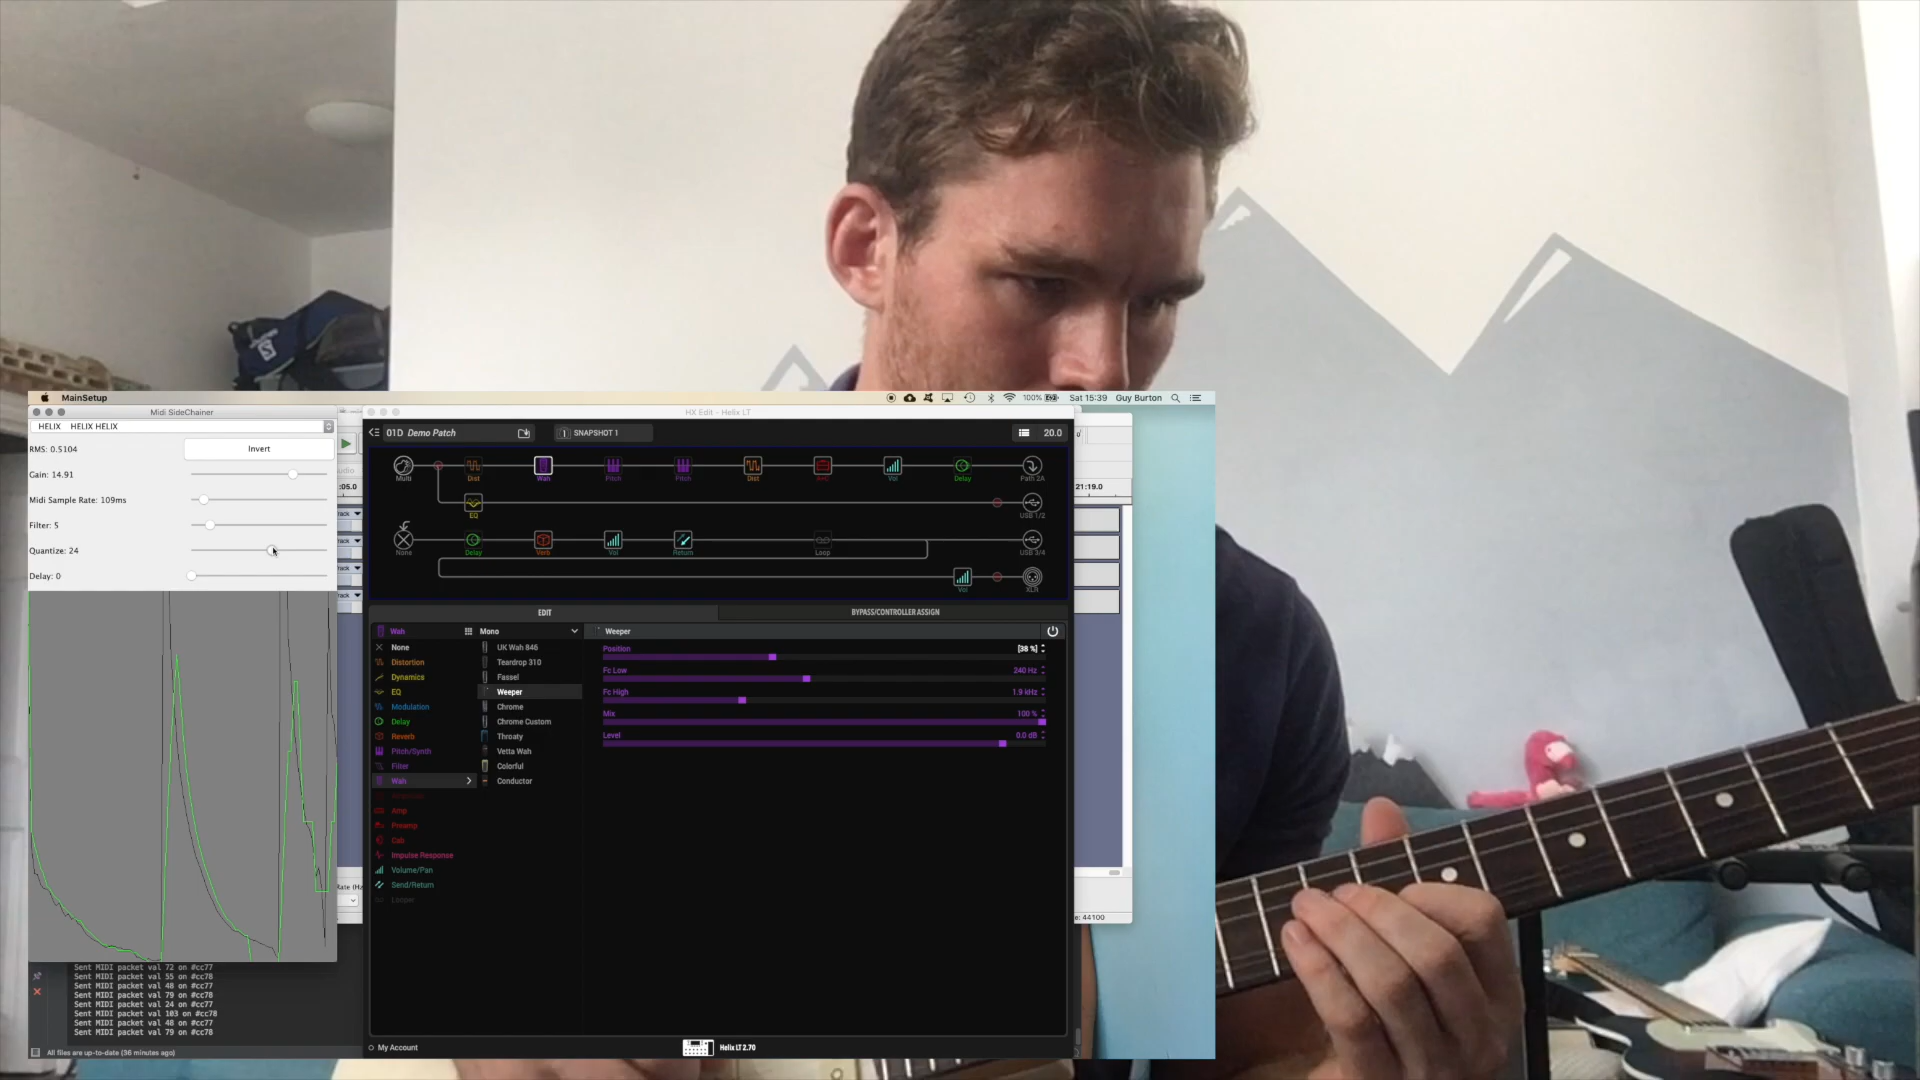 MainSetup
100%
Sat 15:39
Guy Burton
Midi SideChainer
HELIX HELIX HELIX
RMS: 0.5104
Invert
Gain: 14.91
Midi Sample Rate: 109ms
Filter: 5
Quantize: 24
Delay: 0
HX Edit - Helix LT
01D Demo Patch
SNAPSHOT 1
20.0
Multi
Dist
Wah
Pitch
Pitch
Dist
Vol
Delay
Path 2A
EQ
USB 1/2
None
Delay
Verb
Vol
Return
Loop
USB 3/4
Vol
XLR
:05.0
21:19.0
rack
rack
rack
rack
EDIT
BYPASS/CONTROLLER ASSIGN
Wah
Mono
Weeper
None
Distortion
Dynamics
EQ
Modulation
Delay
Reverb
Pitch/Synth
Filter
Wah
Amp
Preamp
Cab
Impulse Response
Volume/Pan
Send/Return
Looper
UK Wah 846
Teardrop 310
Fassel
Weeper
Chrome
Chrome Custom
Throaty
Vetta Wah
Colorful
Conductor
Position [38 %]
Fc Low 240 Hz
Fc High 1.9 kHz
Mix 100 %
Level 0.0 dB
Rate (H
e: 44100
Sent MIDI packet val 72 on #cc77
Sent MIDI packet val 55 on #cc78
Sent MIDI packet val 48 on #cc77
Sent MIDI packet val 79 on #cc78
Sent MIDI packet val 24 on #cc77
Sent MIDI packet val 103 on #cc78
Sent MIDI packet val 48 on #cc77
Sent MIDI packet val 79 on #cc78
All files are up-to-date (36 minutes ago)
My Account
Helix LT 2.70